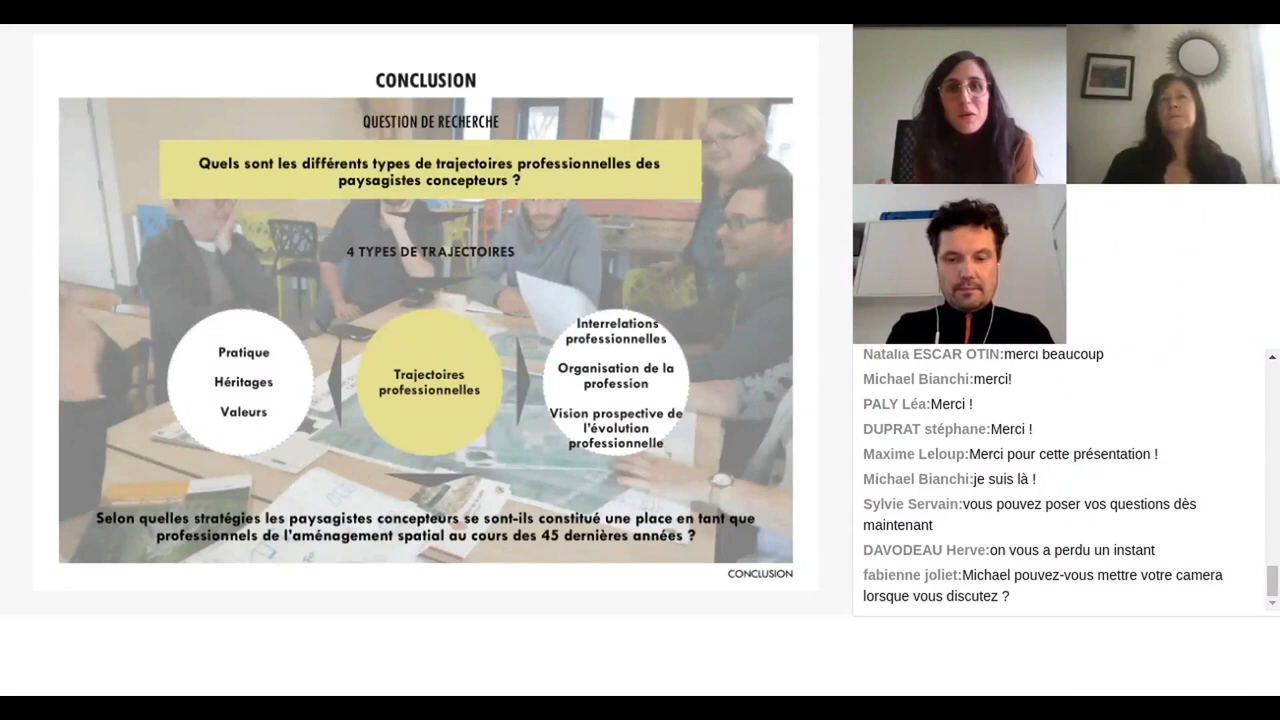 CONCLUSION
QUESTION DE RECHERCHE
Quels sont les différents types de trajectoires professionnelles des
paysagistes concepteurs ?
4 TYPES DE TRAJECTOIRES
Pratique
Héritages
Valeurs
Trajectoires
professionnelles
Interrelations
professionnelles
Organisation de la
profession
Vision prospective de
l'évolution
professionnelle
Selon quelles stratégies les paysagistes concepteurs se sont-ils constitué une place en tant que
professionnels de l'aménagement spatial au cours des 45 dernières années ?
CONCLUSION
Natalia ESCAR OTIN:merci beaucoup
Michael Bianchi:merci!
PALY Léa:Merci !
DUPRAT stéphane:Merci !
Maxime Leloup:Merci pour cette présentation !
Michael Bianchi:je suis là !
Sylvie Servain:vous pouvez poser vos questions dès
maintenant
DAVODEAU Herve:on vous a perdu un instant
fabienne joliet:Michael pouvez-vous mettre votre camera
lorsque vous discutez ?